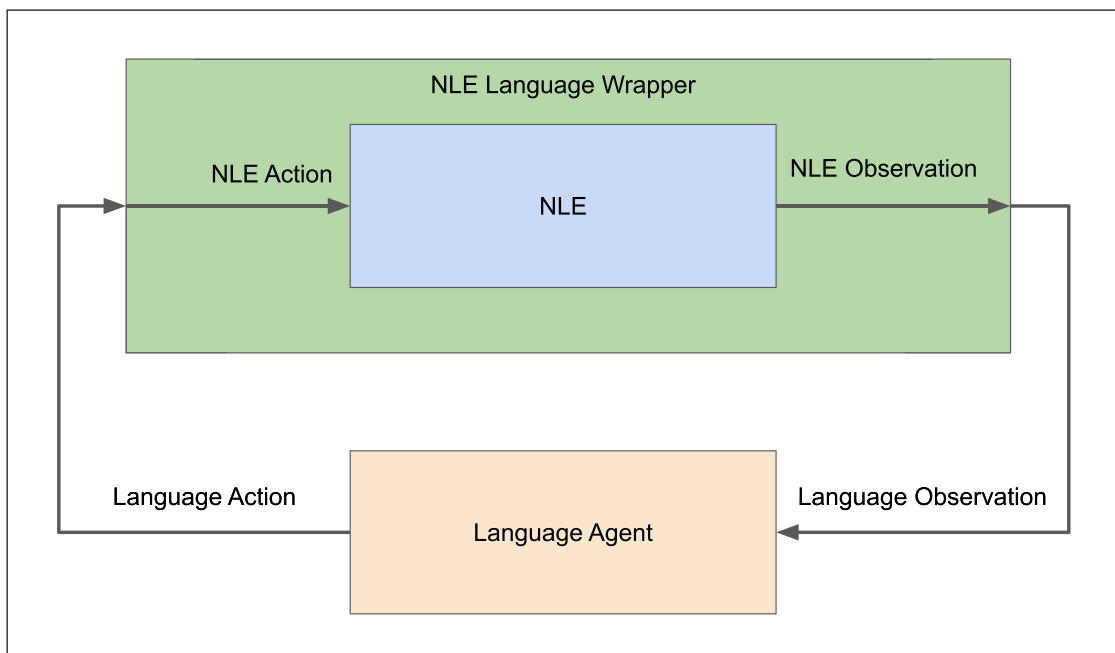 NLE Language Wrapper
NLE Action
NLE Observation
NLE
Language Action
Language Observation
Language Agent